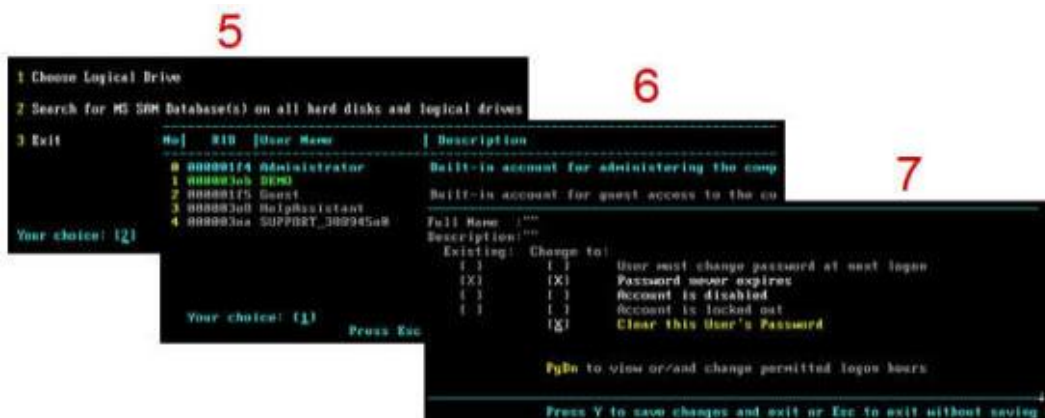 5
1 Choose Logical Drive
2 Search for MS SAM Database(s) on all hard disks and logical drives
3 Exit
Your choice: [2]
6
No| RID |User Name | Description
0 000001f4 Administrator Built-in account for administering the comp
1 000003eb DEMO
2 000001f5 Guest Built-in account for guest access to the co
3 000003e8 HelpAssistant
4 000003ea SUPPORT_388945a0
Your choice: [1]
Press Esc
7
Full Name :""
Description:""
Existing: Change to:
[ ] [ ] User must change password at next logon
[X] [X] Password never expires
[ ] [ ] Account is disabled
[ ] [ ] Account is locked out
[X] Clear this User's Password
PgDn to view or/and change permitted logon hours
Press Y to save changes and exit or Esc to exit without saving